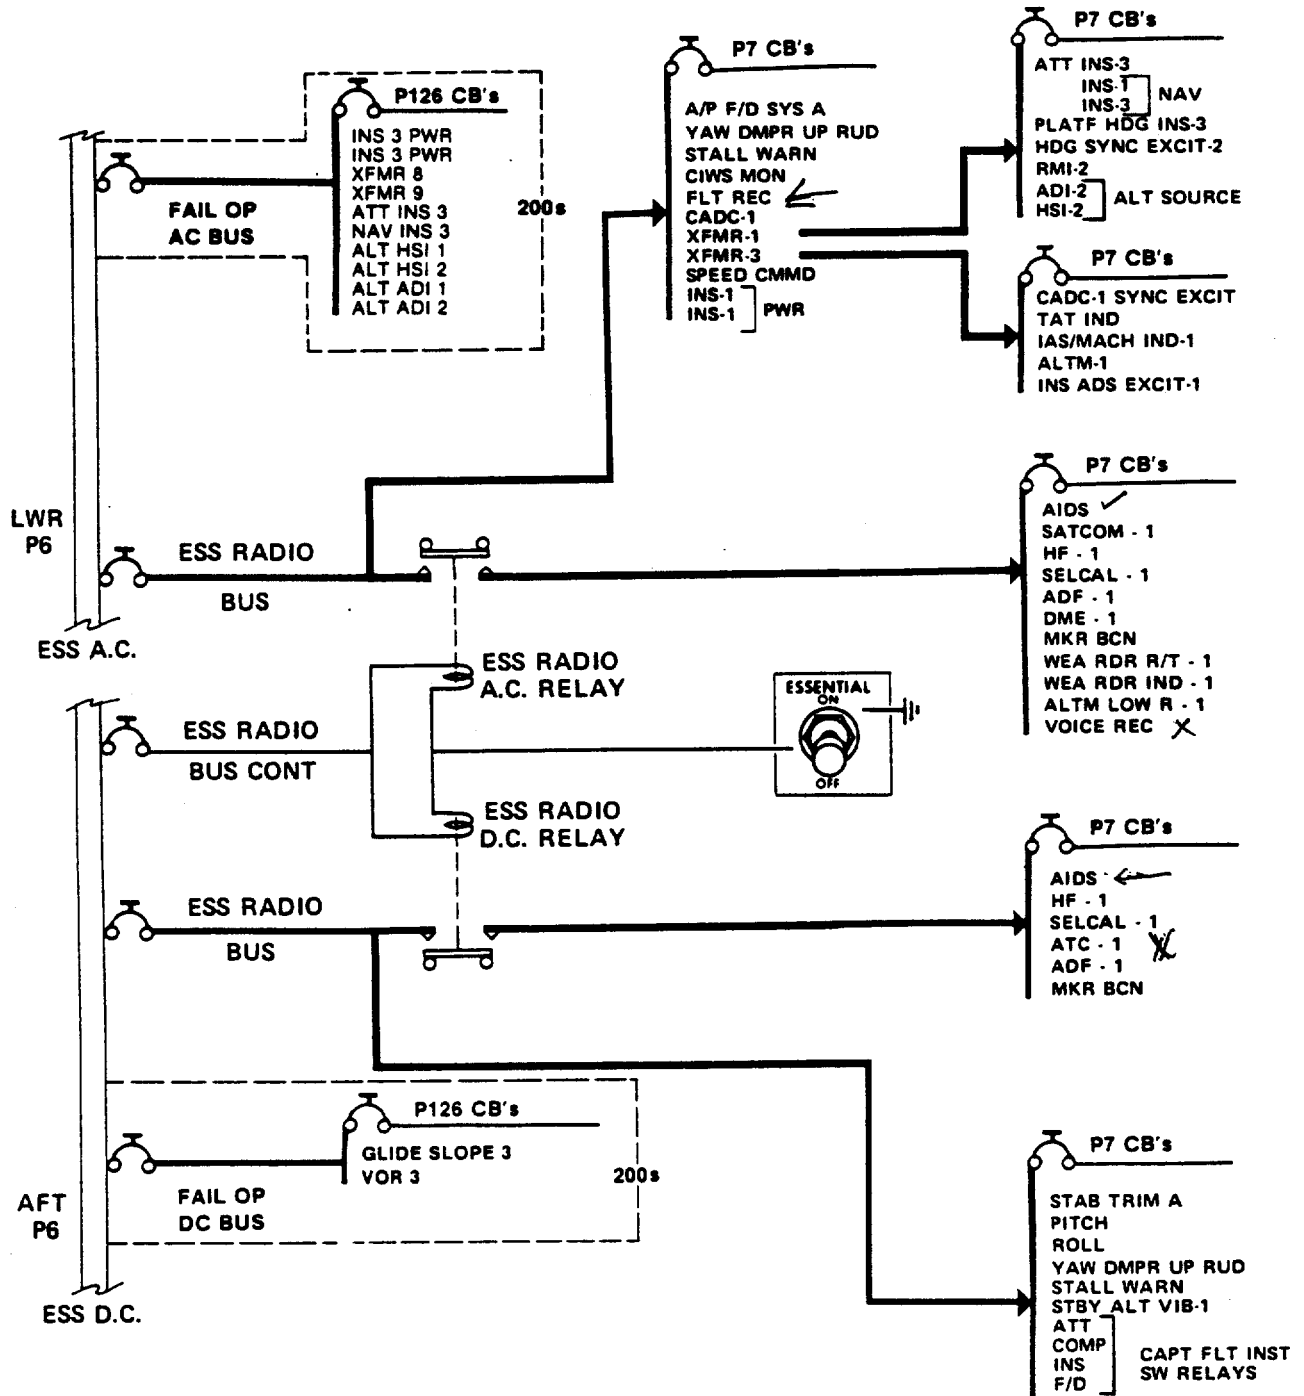 P126 CB's
INS 3 PWR
INS 3 PWR
XFMR 8
XFMR 9
ATT INS 3
NAV INS 3
ALT HSI 1
ALT HSI 2
ALT ADI 1
ALT ADI 2
200s
FAIL OP
AC BUS
P7 CB's
A/P F/D SYS A
YAW DMPR UP RUD
STALL WARN
CIWS MON
FLT REC
CADC-1
XFMR-1
XFMR-3
SPEED CMMD
INS-1
INS-1
PWR
P7 CB's
ATT INS-3
INS-1
INS-3
NAV
PLATF HDG INS-3
HDG SYNC EXCIT-2
RMI-2
ADI-2
HSI-2
ALT SOURCE
P7 CB's
CADC-1 SYNC EXCIT
TAT IND
IAS/MACH IND-1
ALTM-1
INS ADS EXCIT-1
LWR
P6
ESS RADIO
BUS
ESS A.C.
P7 CB's
AIDS
SATCOM - 1
HF - 1
SELCAL - 1
ADF - 1
DME - 1
MKR BCN
WEA RDR R/T - 1
WEA RDR IND - 1
ALTM LOW R - 1
VOICE REC
ESS RADIO
A.C. RELAY
ESS RADIO
BUS CONT
ESSENTIAL
ON
OFF
ESS RADIO
D.C. RELAY
ESS RADIO
BUS
P7 CB's
AIDS
HF - 1
SELCAL - 1
ATC - 1
ADF - 1
MKR BCN
P126 CB's
GLIDE SLOPE 3
VOR 3
200s
FAIL OP
DC BUS
AFT
P6
ESS D.C.
P7 CB's
STAB TRIM A
PITCH
ROLL
YAW DMPR UP RUD
STALL WARN
STBY ALT VIB-1
ATT
COMP
INS
F/D
CAPT FLT INST
SW RELAYS